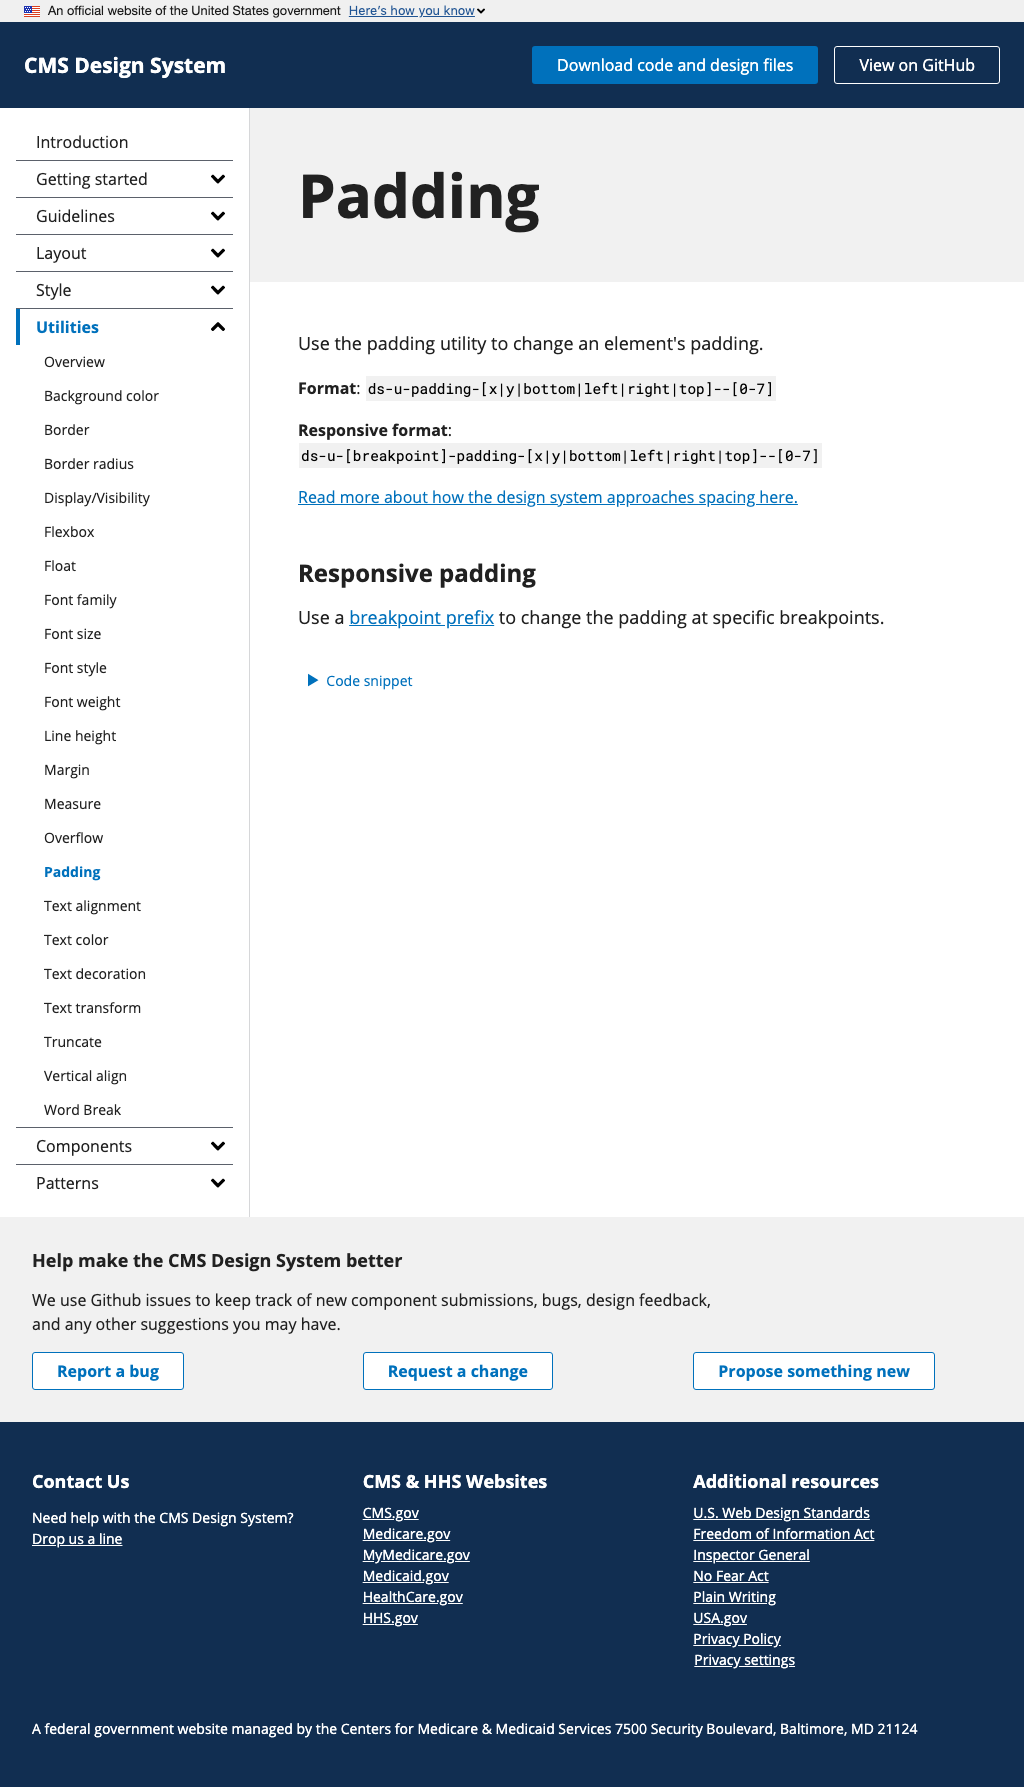 An official website of the United States government Here's how you know
CMS Design System
Download code and design files
View on GitHub
Introduction
Getting started
Guidelines
Layout
Style
Utilities
Overview
Background color
Border
Border radius
Display/Visibility
Flexbox
Float
Font family
Font size
Font style
Font weight
Line height
Margin
Measure
Overflow
Padding
Text alignment
Text color
Text decoration
Text transform
Truncate
Vertical align
Word Break
Components
Patterns
Padding
Use the padding utility to change an element's padding.
Format: ds-u-padding-[x|y|bottom|left|right|top]--[0-7]
Responsive format:
ds-u-[breakpoint]-padding-[x|y|bottom|left|right|top]--[0-7]
Read more about how the design system approaches spacing here.
Responsive padding
Use a breakpoint prefix to change the padding at specific breakpoints.
Code snippet
Help make the CMS Design System better
We use Github issues to keep track of new component submissions, bugs, design feedback,
and any other suggestions you may have.
Report a bug
Request a change
Propose something new
Contact Us
Need help with the CMS Design System?
Drop us a line
CMS & HHS Websites
CMS.gov
Medicare.gov
MyMedicare.gov
Medicaid.gov
HealthCare.gov
HHS.gov
Additional resources
U.S. Web Design Standards
Freedom of Information Act
Inspector General
No Fear Act
Plain Writing
USA.gov
Privacy Policy
Privacy settings
A federal government website managed by the Centers for Medicare & Medicaid Services 7500 Security Boulevard, Baltimore, MD 21124